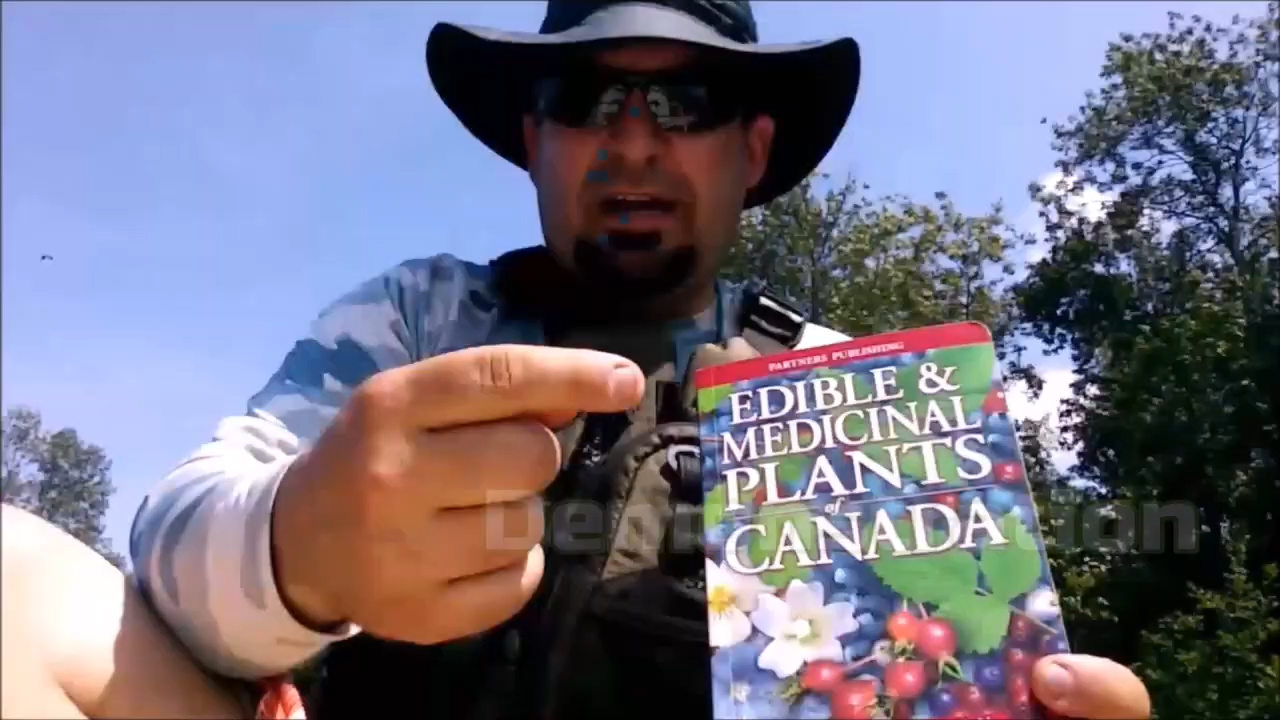 PARTNERS PUBLISHING
EDIBLE &
MEDICINAL
PLANTS
of
CANADA